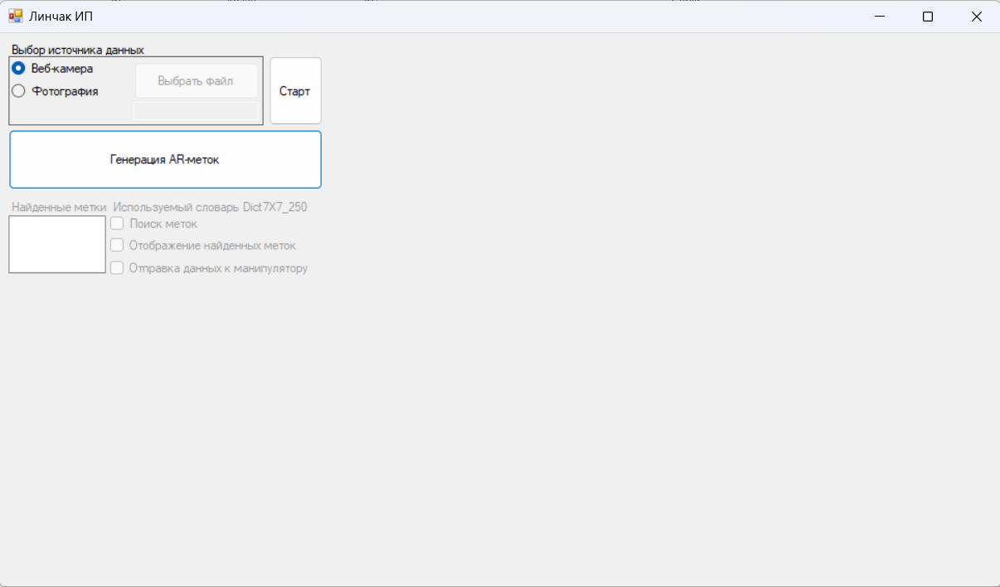 Линчак ИП
Выбор источника данных
Веб-камера
Выбрать файл
Фотография
Старт
Генерация AR-меток
Найденные метки Используемый словарь Dict7X7_250
Поиск меток
Отображение найденных меток
Отправка данных к манипулятору